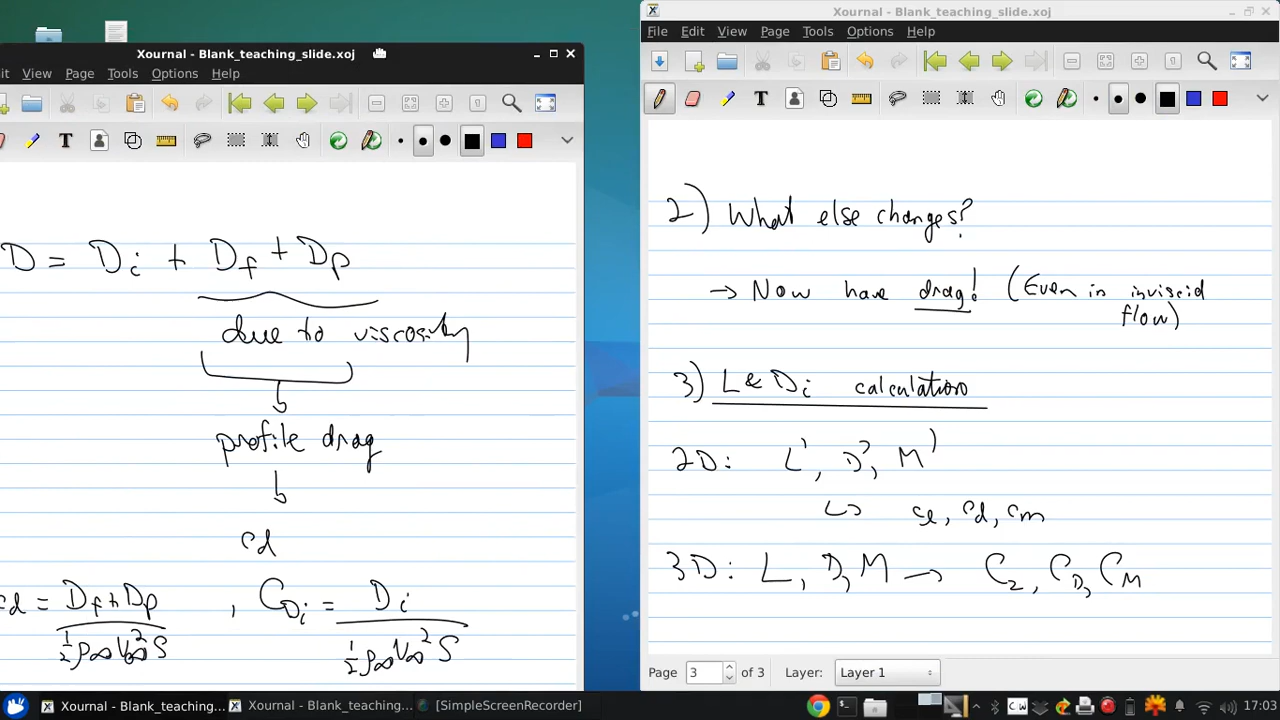 Xournal - Blank_teaching_slide.xoj
it View Page Tools Options Help
D = Di + Df + Dp
due to viscosity
profile drag
cd
cd = Df + Dp / ½ρ∞V∞²S , CDi = Di / ½ρ∞V∞²S
Xournal - Blank_teaching_slide.xoj
File Edit View Page Tools Options Help
2) What else changes?
→ Now have drag! (Even in inviscid
flow)
3) L & Di calculation
2D: L', D', M'
↔ cl, cd, cm
3D: L, D, M → CL, CD, CM
Page 3 of 3 Layer: Layer 1
Xournal - Blank_teaching_... Xournal - Blank_teaching_... [SimpleScreenRecorder] CW 17:03